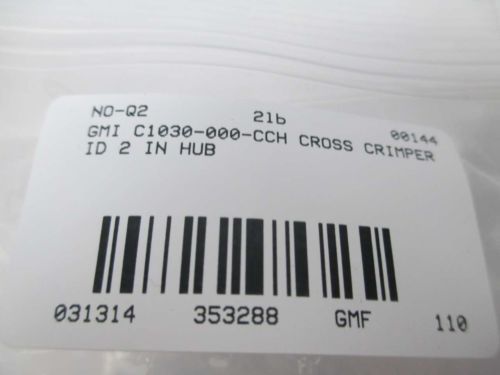 NO-Q2 21b 00144
GMI C1030-000-CCH CROSS CRIMPER
ID 2 IN HUB
031314 353288 GMF 110